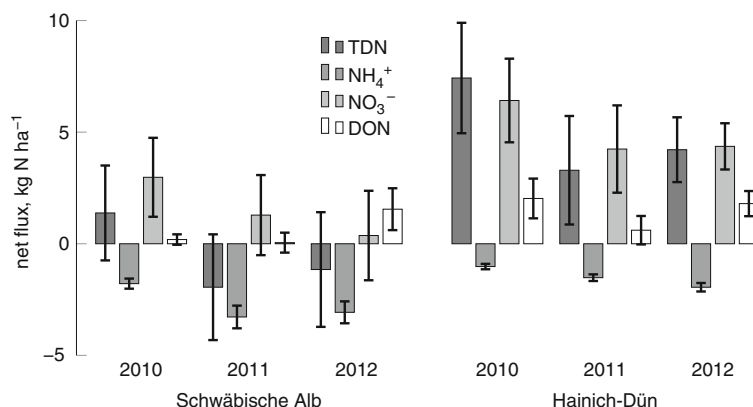 10
5
0
−5
net flux, kg N ha⁻¹
TDN
NH₄⁺
NO₃⁻
DON
2010 2011 2012 2010 2011 2012
Schwäbische Alb Hainich-Dün